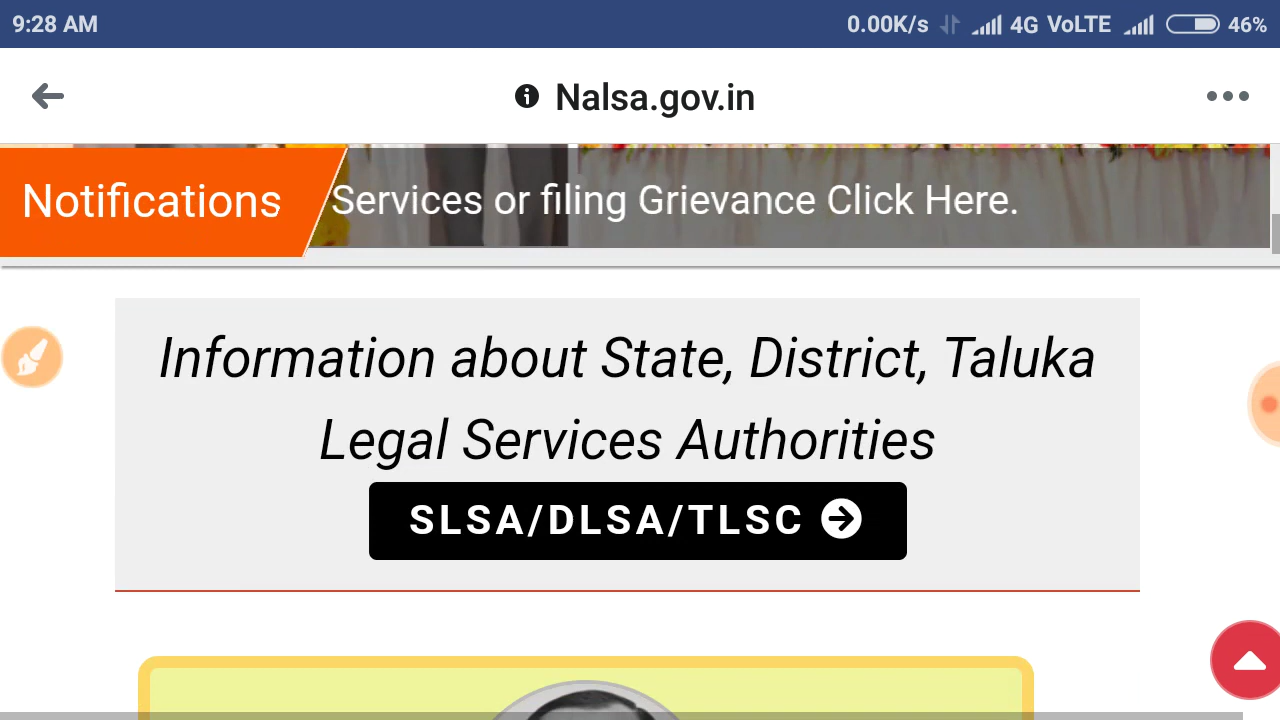 9:28 AM 0.00K/s 4G VoLTE 46%
Nalsa.gov.in
Notifications Services or filing Grievance Click Here.
Information about State, District, Taluka
Legal Services Authorities
SLSA/DLSA/TLSC